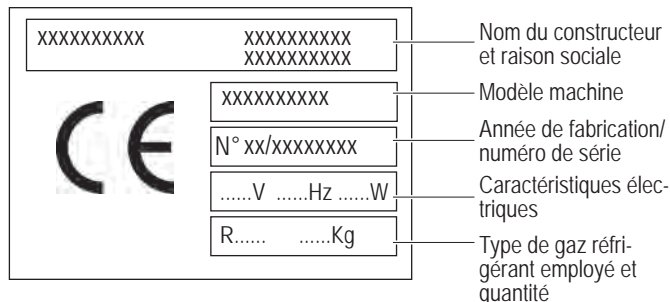 xxxxxxxxxx xxxxxxxxxx
xxxxxxxxxx
Nom du constructeur
et raison sociale
CE
xxxxxxxxxx
Modèle machine
N° xx/xxxxxxxx
Année de fabrication/
numéro de série
......V ......Hz ......W
Caractéristiques élec-
triques
R...... ......Kg
Type de gaz réfri-
gérant employé et
quantité